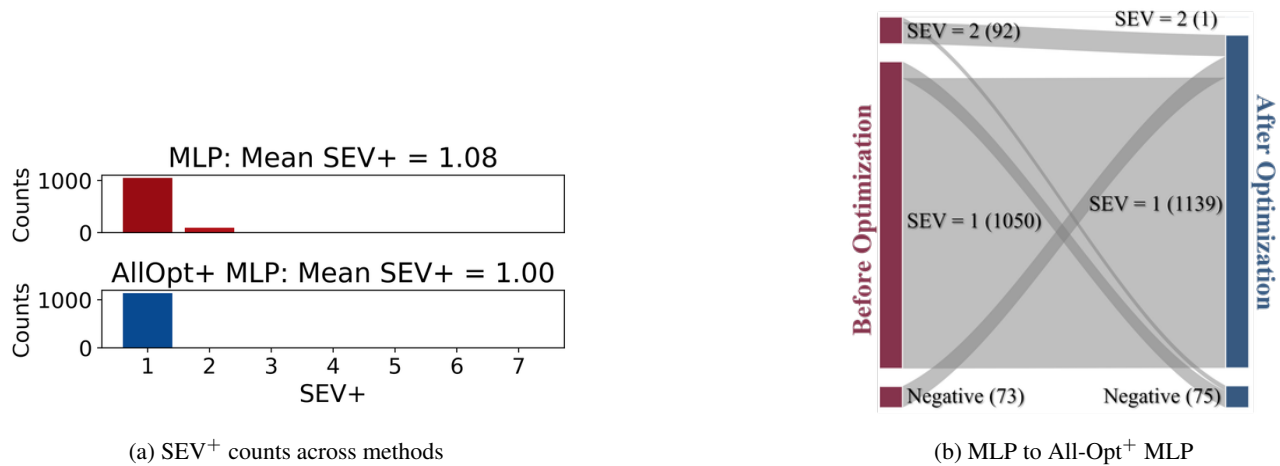 MLP: Mean SEV+ = 1.08
Counts
1000
0
AllOpt+ MLP: Mean SEV+ = 1.00
Counts
1000
0
1 2 3 4 5 6 7
SEV+
(a) SEV+ counts across methods
Before Optimization
SEV = 2 (92)
SEV = 1 (1050)
Negative (73)
SEV = 2 (1)
SEV = 1 (1139)
Negative (75)
After Optimization
(b) MLP to All-Opt+ MLP